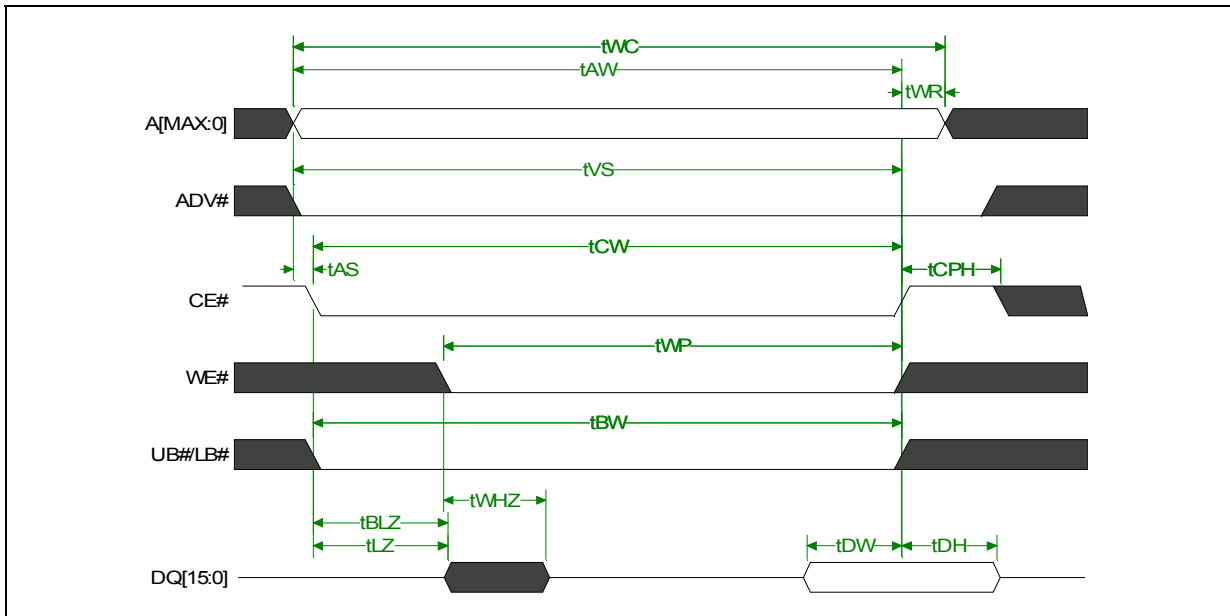 tWC
tAW
tWR
A[MAX:0]
tVS
ADV#
tCW
tAS
tCPH
CE#
tWP
WE#
tBW
UB#/LB#
tWHZ
tBLZ
tLZ
tDW
tDH
DQ[15:0]